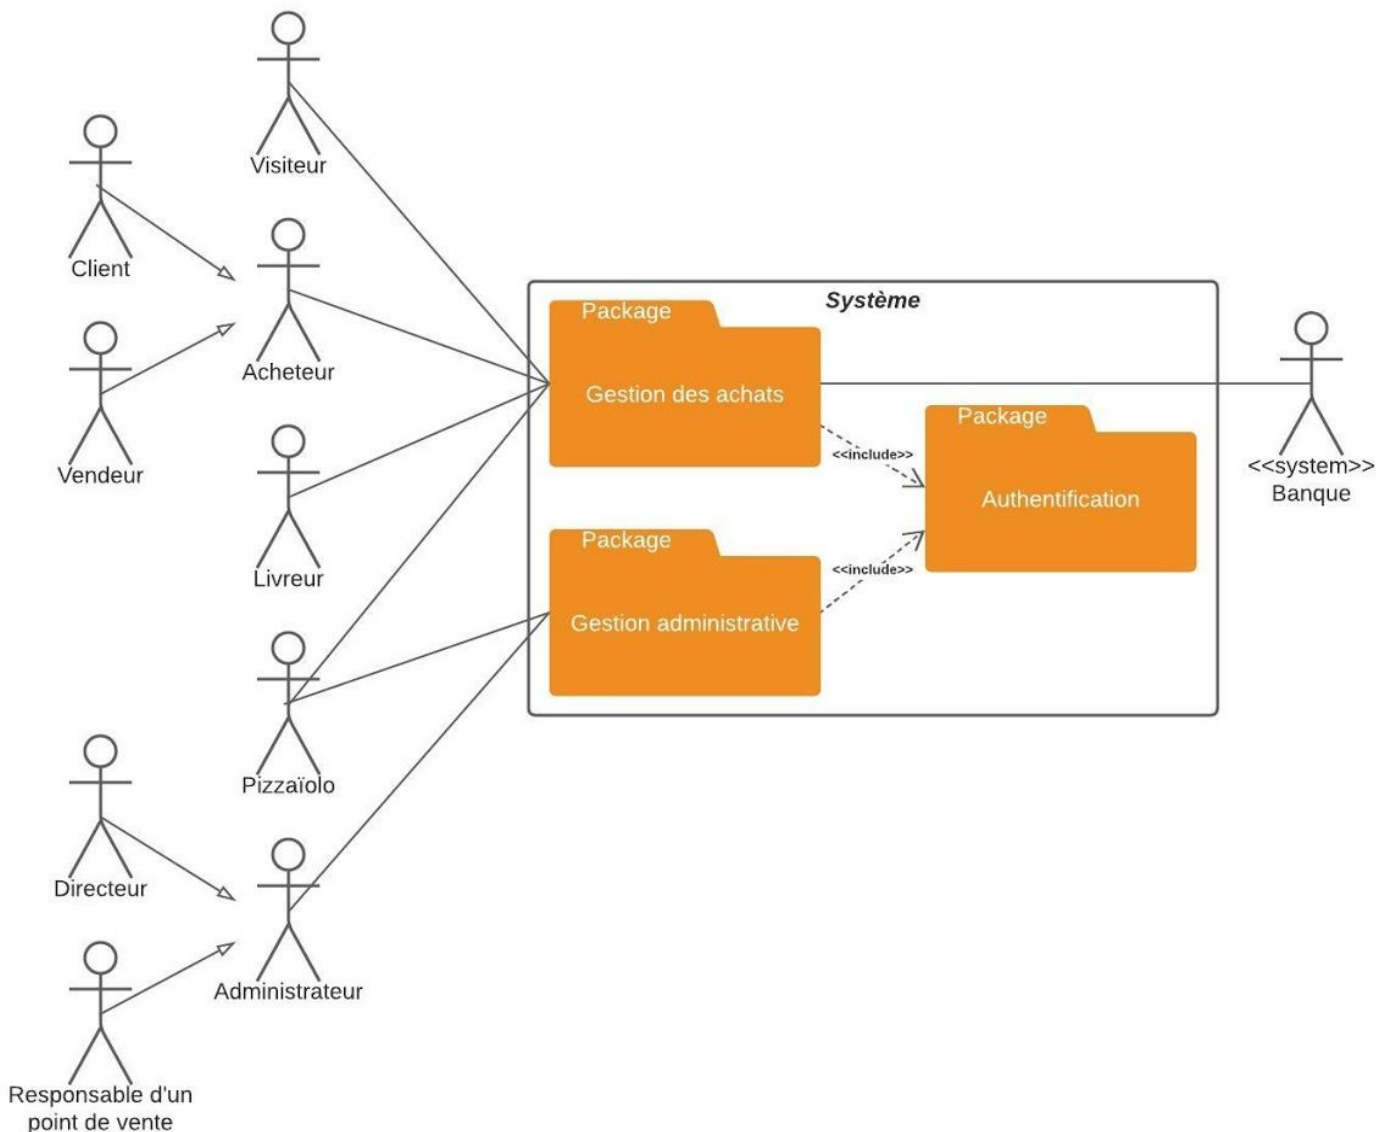 Visiteur
Client
Acheteur
Vendeur
Livreur
Pizzaïolo
Directeur
Administrateur
Responsable d'un
point de vente
Système
Package
Gestion des achats
<<include>>
Package
Authentification
Package
Gestion administrative
<<include>>
<<system>>
Banque